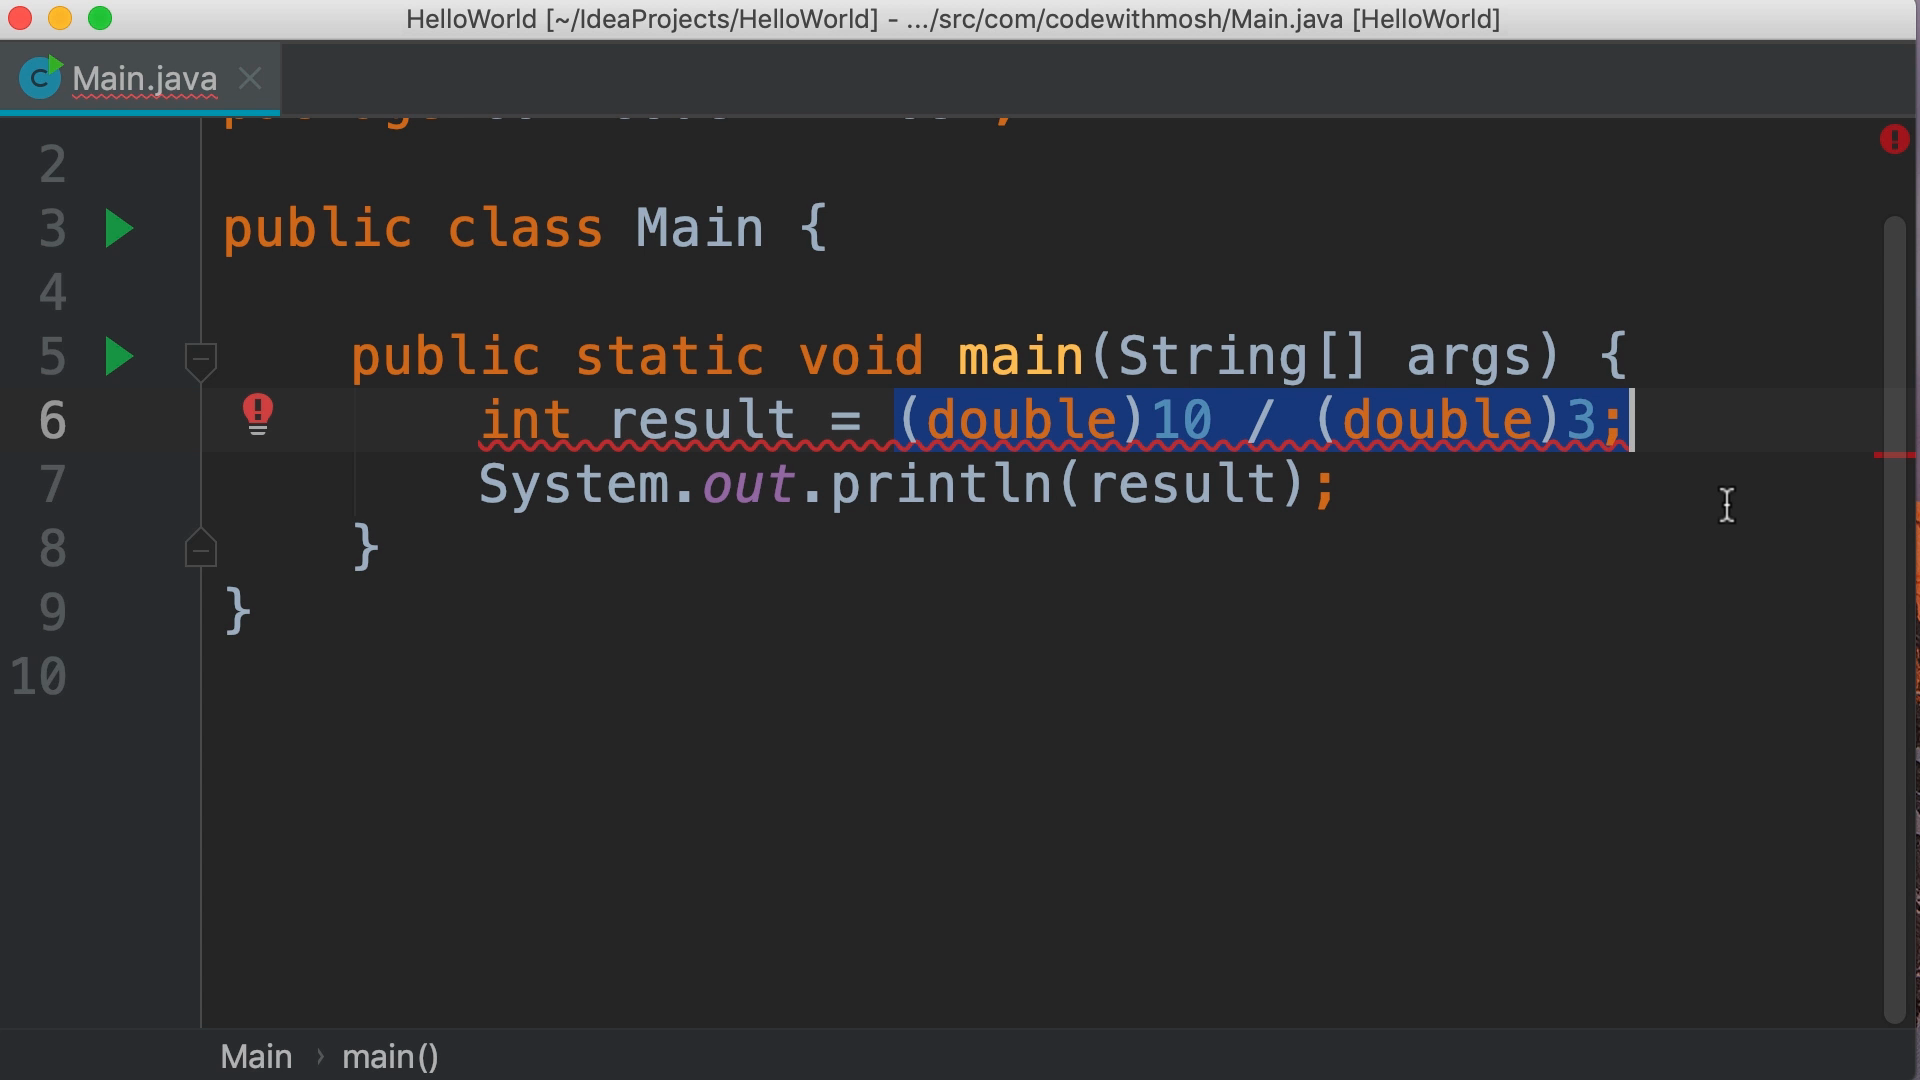 HelloWorld [~/IdeaProjects/HelloWorld] - .../src/com/codewithmosh/Main.java [HelloWorld]
C Main.java
2
3 public class Main {
4
5 public static void main(String[] args) {
6 int result = (double)10 / (double)3;
7 System.out.println(result);
8 }
9 }
10
Main › main()